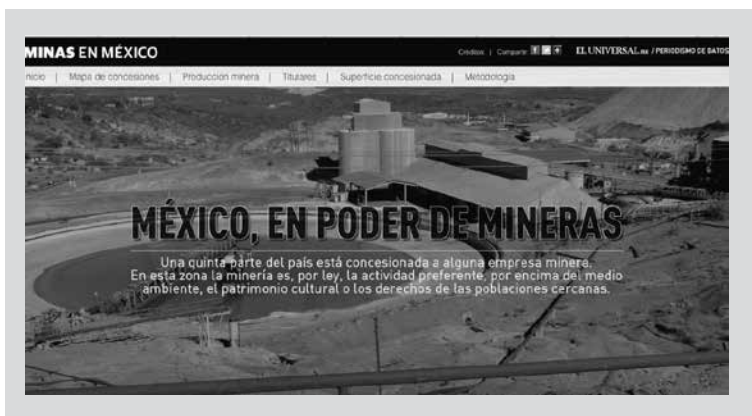 MINAS EN MÉXICO
Créditos | Compartir
EL UNIVERSAL.mx / PERIODISMO DE DATOS
nicio | Mapa de concesiones | Producción minera | Titulares | Superficie concesionada | Metodología
MÉXICO, EN PODER DE MINERAS
Una quinta parte del país está concesionada a alguna empresa minera.
En esta zona la minería es, por ley, la actividad preferente, por encima del medio
ambiente, el patrimonio cultural o los derechos de las poblaciones cercanas.